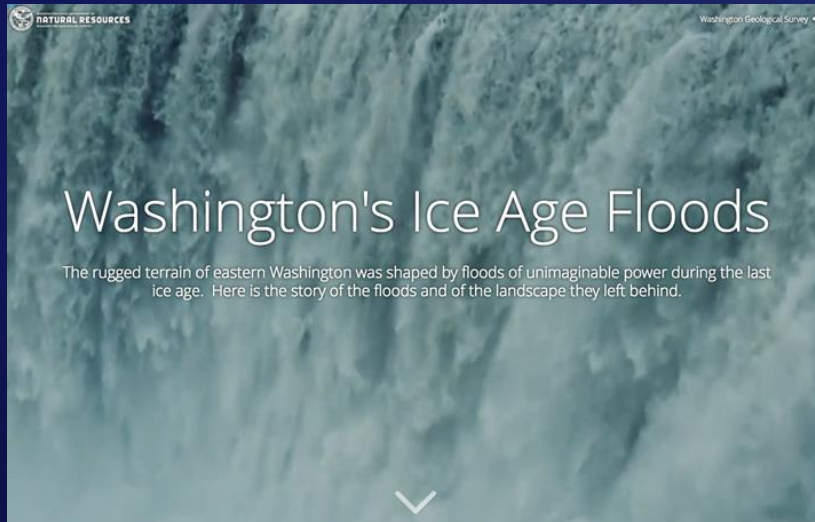 NATURAL RESOURCES
Washington Geological Survey
Washington's Ice Age Floods
The rugged terrain of eastern Washington was shaped by floods of unimaginable power during the last
ice age.  Here is the story of the floods and of the landscape they left behind.